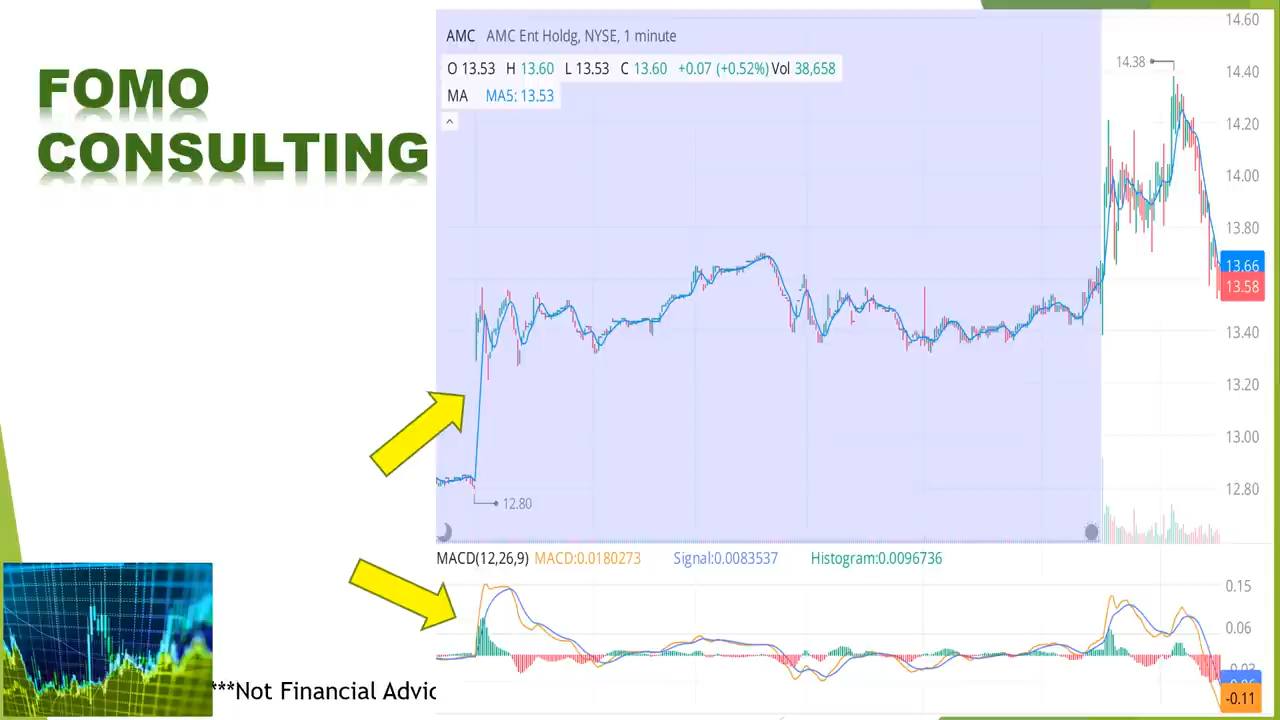 FOMO
CONSULTING
AMC AMC Ent Holdg, NYSE, 1 minute
O 13.53 H 13.60 L 13.53 C 13.60 +0.07 (+0.52%) Vol 38,658
MA MA5: 13.53
14.38
12.80
14.60
14.40
14.20
14.00
13.80
13.66
13.58
13.40
13.20
13.00
12.80
MACD(12,26,9) MACD:0.0180273 Signal:0.0083537 Histogram:0.0096736
0.15
0.06
-0.11
***Not Financial Advic